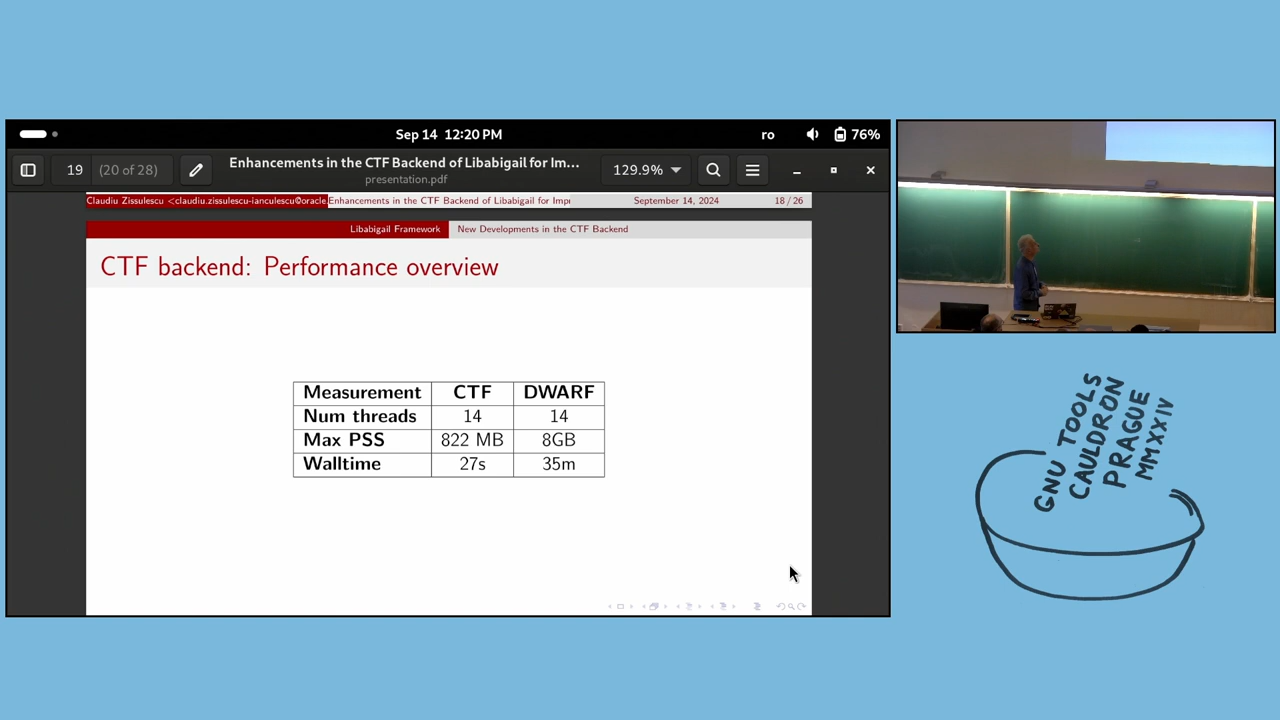 Sep 14 12:20 PM
ro
76%
19 (20 of 28)
Enhancements in the CTF Backend of Libabigail for Im...
presentation.pdf
129.9%
Claudiu Zissulescu <claudiu.zissulescu-ianculescu@oracle. Enhancements in the CTF Backend of Libabigail for Impr September 14, 2024 18 / 26
Libabigail Framework New Developments in the CTF Backend
CTF backend: Performance overview
Measurement CTF DWARF
Num threads 14 14
Max PSS 822 MB 8GB
Walltime 27s 35m
GNU TOOLS
CAULDRON
PRAGUE
MMXXIV